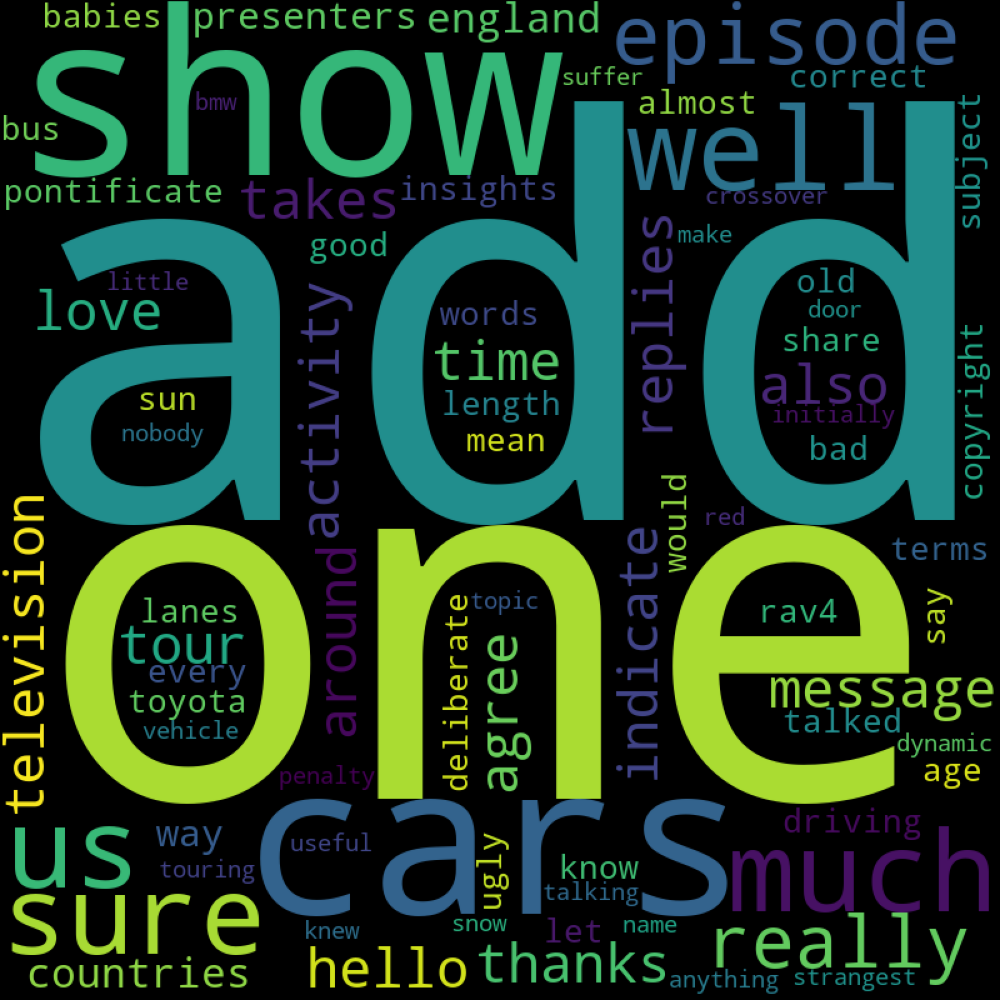 babies
presenters
england
show
episode
suffer
correct
bmw
almost
bus
well
subject
pontificate
takes
insights
crossover
add
good
replies
make
little
love
activity
words
old
door
time
share
also
copyright
sun
length
initially
nobody
mean
bad
television
one
would
red
terms
around
indicate
lanes
deliberate
topic
rav4
say
tour
agree
every
message
toyota
talked
vehicle
dynamic
penalty
age
cars
us
way
useful
driving
touring
ugly
know
much
talking
sure
knew
snow
let
name
really
countries
hello
thanks
anything
strangest